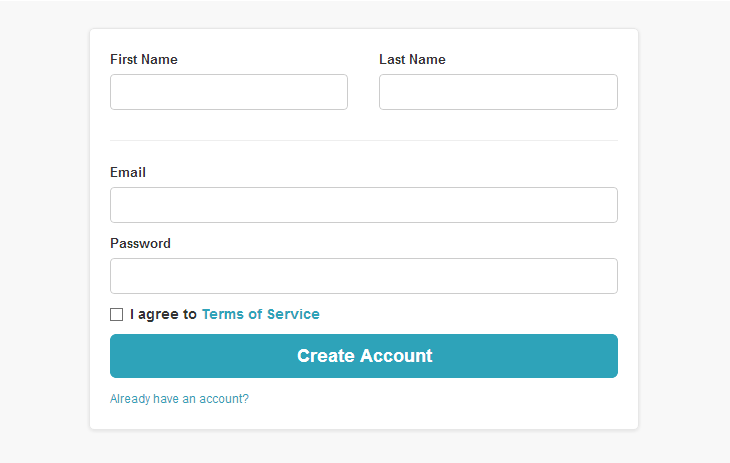 First Name Last Name
Email
Password
I agree to Terms of Service
Create Account
Already have an account?